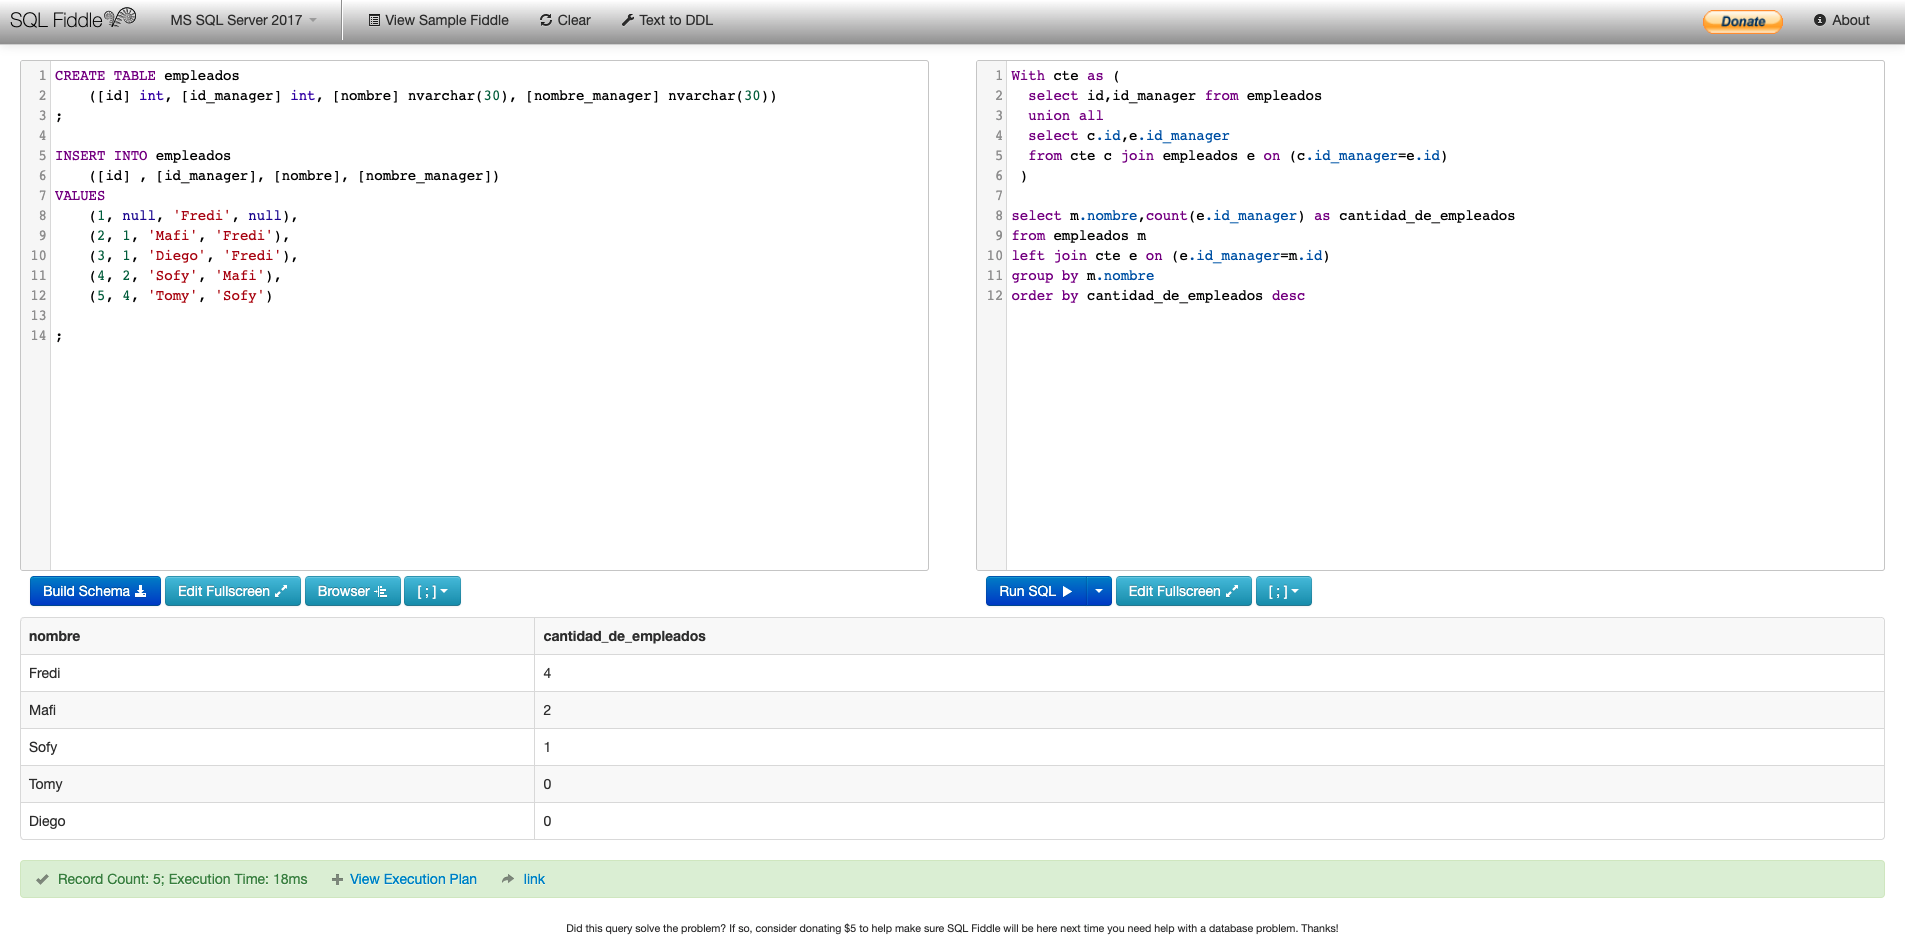 SQL Fiddle
MS SQL Server 2017
View Sample Fiddle
Clear
Text to DDL
Donate
About
1 CREATE TABLE empleados
2     ([id] int, [id_manager] int, [nombre] nvarchar(30), [nombre_manager] nvarchar(30))
3 ;
4
5 INSERT INTO empleados
6     ([id] , [id_manager], [nombre], [nombre_manager])
7 VALUES
8     (1, null, 'Fredi', null),
9     (2, 1, 'Mafi', 'Fredi'),
10     (3, 1, 'Diego', 'Fredi'),
11     (4, 2, 'Sofy', 'Mafi'),
12     (5, 4, 'Tomy', 'Sofy')
13
14 ;
Build Schema
Edit Fullscreen
Browser
[ ; ]
1 With cte as (
2   select id,id_manager from empleados
3   union all
4   select c.id,e.id_manager
5   from cte c join empleados e on (c.id_manager=e.id)
6  )
7
8 select m.nombre,count(e.id_manager) as cantidad_de_empleados
9 from empleados m
10 left join cte e on (e.id_manager=m.id)
11 group by m.nombre
12 order by cantidad_de_empleados desc
Run SQL
Edit Fullscreen
[ ; ]
nombre cantidad_de_empleados
Fredi 4
Mafi 2
Sofy 1
Tomy 0
Diego 0
Record Count: 5; Execution Time: 18ms
View Execution Plan
link
Did this query solve the problem? If so, consider donating $5 to help make sure SQL Fiddle will be here next time you need help with a database problem. Thanks!